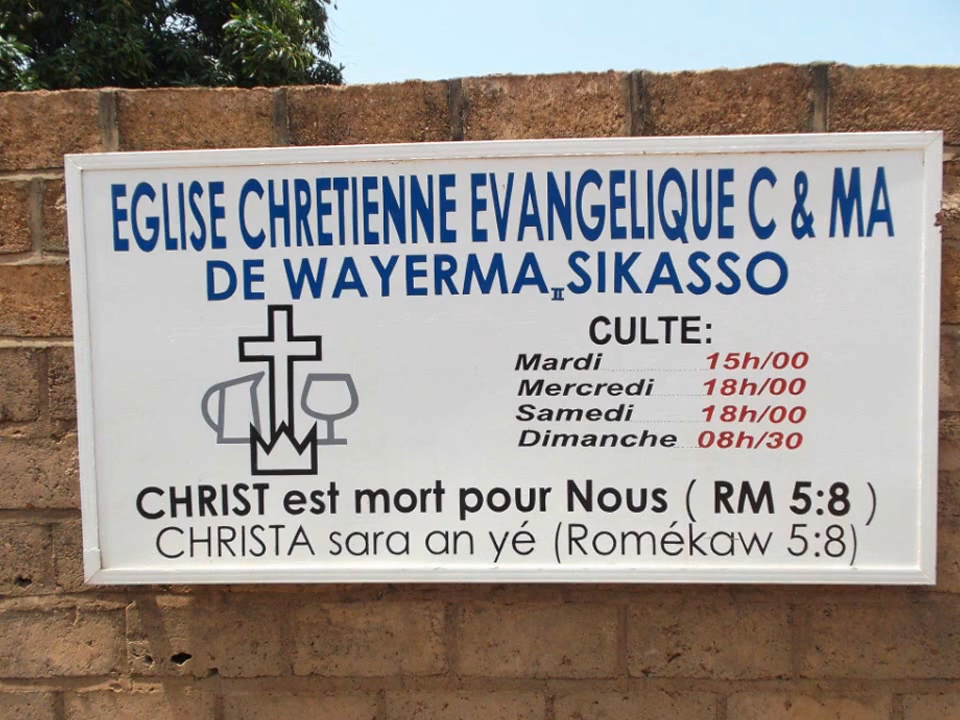 EGLISE CHRETIENNE EVANGELIQUE C & MA
DE WAYERMA II SIKASSO
CULTE:
Mardi 15h/00
Mercredi 18h/00
Samedi 18h/00
Dimanche 08h/30
CHRIST est mort pour Nous ( RM 5:8 )
CHRISTA sara an yé (Romékaw 5:8)